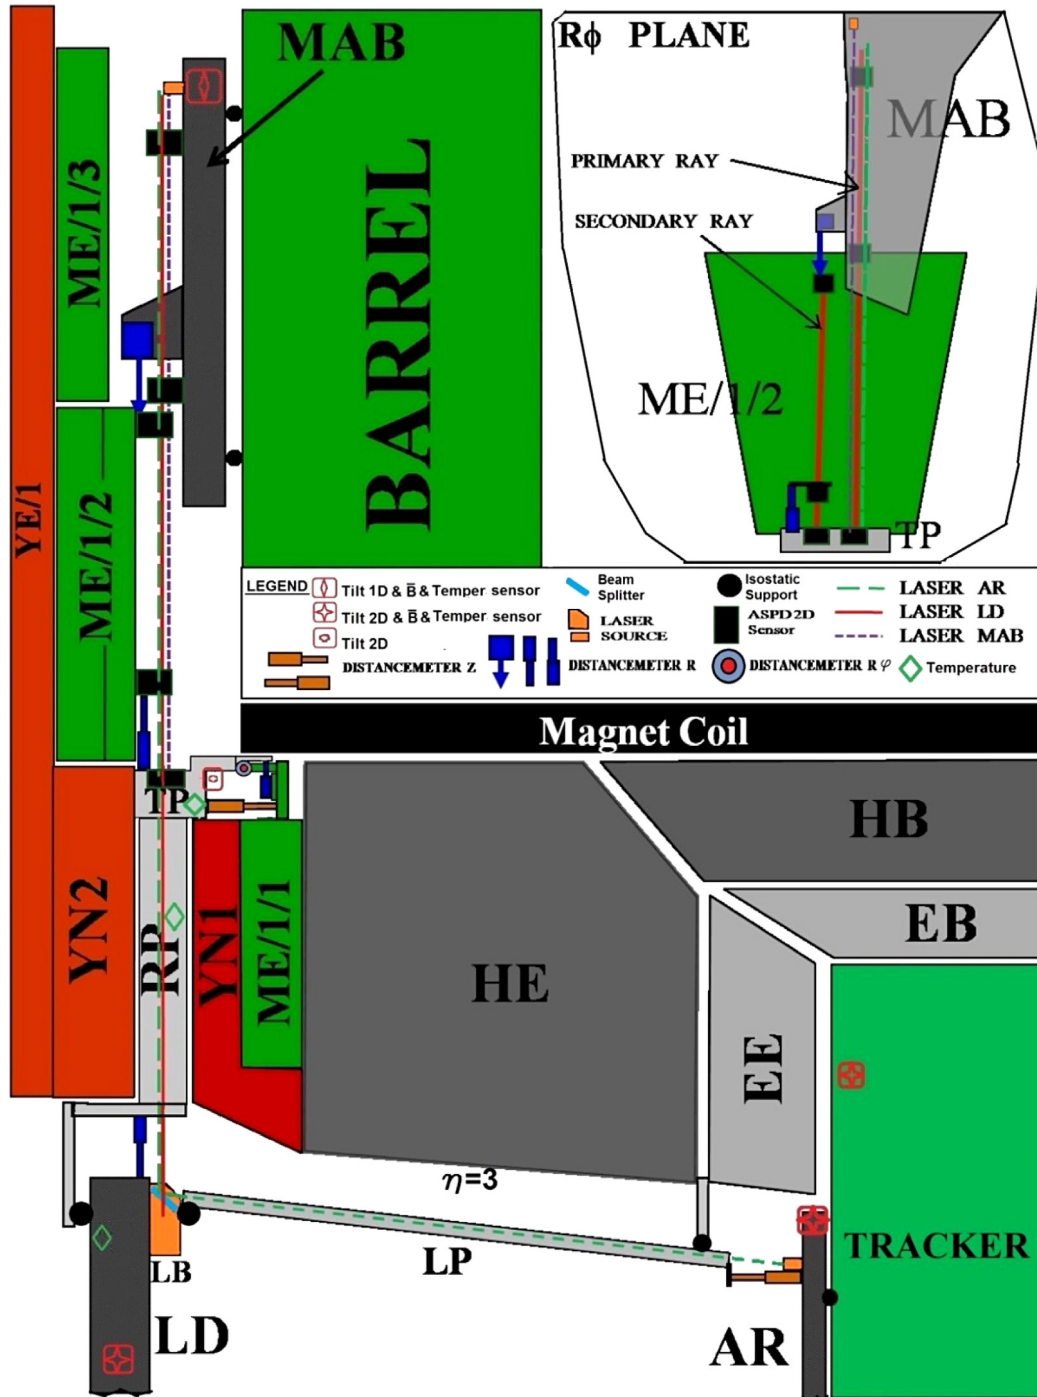 MAB
ME/1/3
BARREL
YE/1
ME/1/2
Rϕ PLANE
MAB
PRIMARY RAY
SECONDARY RAY
ME/1/2
TP
LEGEND
Tilt 1D & B̅ & Temper sensor
Tilt 2D & B̅ & Temper sensor
Tilt 2D
DISTANCEMETER Z
Beam
Splitter
LASER
SOURCE
DISTANCEMETER R
Isostatic
Support
ASPD 2D
Sensor
DISTANCEMETER R φ
LASER AR
LASER LD
LASER MAB
Temperature
Magnet Coil
TP
YN2
RP
YN1
ME/1/1
HE
HB
EB
EE
η=3
LP
LB
LD
AR
TRACKER